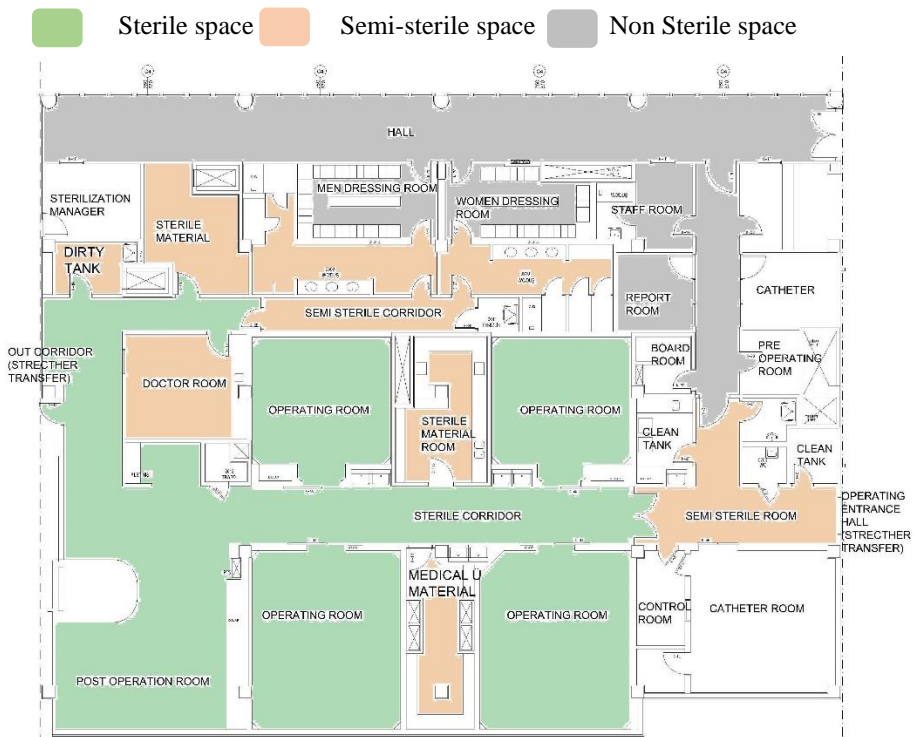 Sterile space
Semi-sterile space
Non Sterile space
HALL
MEN DRESSING ROOM
WOMEN DRESSING
ROOM
STAFF ROOM
STERILIZATION
MANAGER
STERILE
MATERIAL
DIRTY
TANK
SEMI STERILE CORRIDOR
REPORT
ROOM
CATHETER
OUT CORRIDOR
(STRECTHER
TRANSFER)
DOCTOR ROOM
OPERATING ROOM
STERILE
MATERIAL
ROOM
OPERATING ROOM
BOARD
ROOM
PRE
OPERATING
ROOM
CLEAN
TANK
CLEAN
TANK
STERILE CORRIDOR
SEMI STERILE ROOM
OPERATING
ENTRANCE
HALL
(STRECTHER
TRANSFER)
MEDICAL U
MATERIAL
OPERATING ROOM
OPERATING ROOM
CONTROL
ROOM
CATHETER ROOM
POST OPERATION ROOM